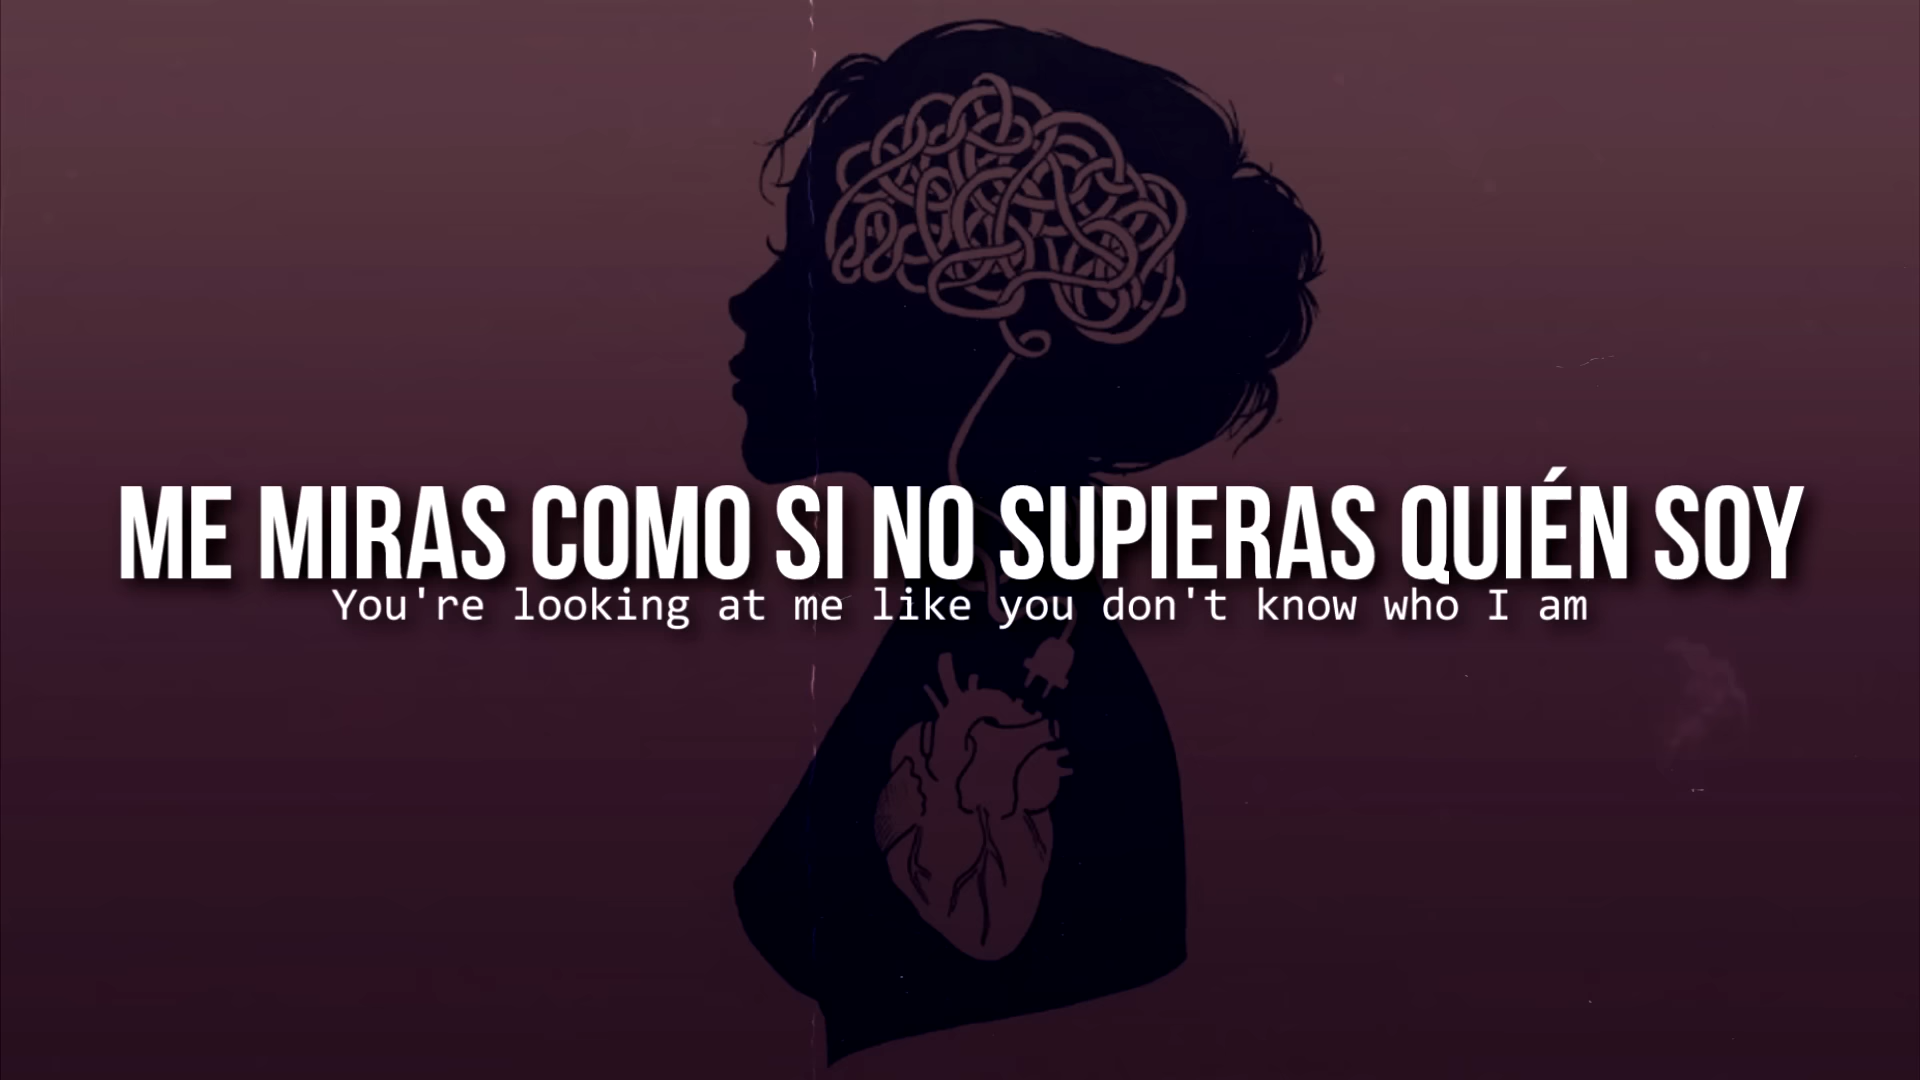 ME MIRAS COMO SI NO SUPIERAS QUIÉN SOY
You're looking at me like you don't know who I am